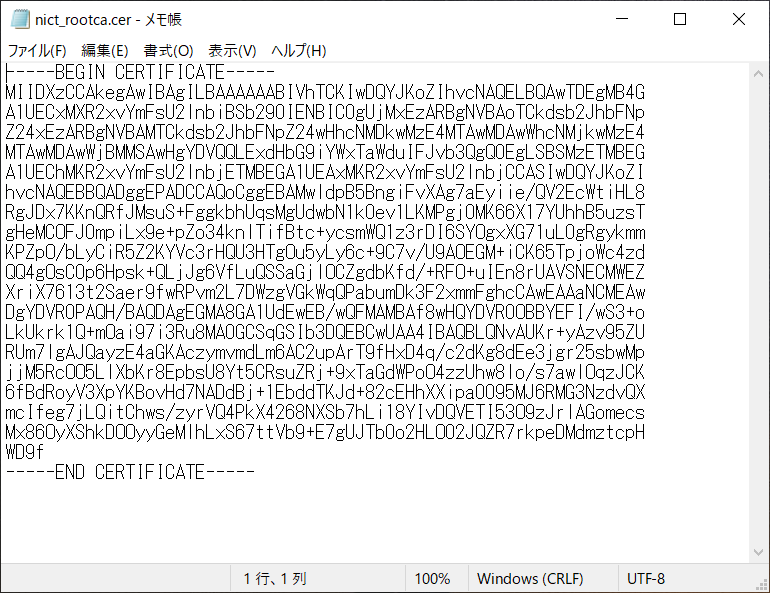 nict_rootca.cer - メモ帳
ファイル(F) 編集(E) 書式(O) 表示(V) ヘルプ(H)
-----BEGIN CERTIFICATE-----
MIIDXzCCAkegAwIBAgILBAAAAAABIVhTCKIwDQYJKoZIhvcNAQELBQAwTDEgMB4G
A1UECxMXR2xvYmFsU2lnbiBSb290IENBIC0gUjMxEzARBgNVBAoTCkdsb2JhbFNp
Z24xEzARBgNVBAMTCkdsb2JhbFNpZ24wHhcNMDkwMzE4MTAwMDAwWhcNMjkwMzE4
MTAwMDAwWjBMMSAwHgYDVQQLExdHbG9iYWxTaWduIFJvb3QgQ0EgLSBSMzETMBEG
A1UEChMKR2xvYmFsU2lnbjETMBEGA1UEAxMKR2xvYmFsU2lnbjCCASIwDQYJKoZI
hvcNAQEBBQADggEPADCCAQoCggEBAMwldpB5BngiFvXAg7aEyiie/QV2EcWtiHL8
RgJDx7KKnQRfJMsuS+FggkbhUqsMgUdwbN1k0ev1LKMPgj0MK66X17YUhhB5uzsT
gHeMCOFJ0mpiLx9e+pZo34knlTifBtc+ycsmWQ1z3rDI6SYOgxXG71uL0gRgykmm
KPZpO/bLyCiR5Z2KYVc3rHQU3HTgOu5yLy6c+9C7v/U9AOEGM+iCK65TpjoWc4zd
QQ4gOsC0p6Hpsk+QLjJg6VfLuQSSaGjlOCZgdbKfd/+RFO+uIEn8rUAVSNECMWEZ
XriX7613t2Saer9fwRPvm2L7DWzgVGkWqQPabumDk3F2xmmFghcCAwEAAaNCMEAw
DgYDVR0PAQH/BAQDAgEGMA8GA1UdEwEB/wQFMAMBAf8wHQYDVR0OBBYEFI/wS3+o
LkUkrk1Q+mOai97i3Ru8MA0GCSqGSIb3DQEBCwUAA4IBAQBLQNvAUKr+yAzv95ZU
RUm7lgAJQayzE4aGKAczymvmdLm6AC2upArT9fHxD4q/c2dKg8dEe3jgr25sbwMp
jjM5RcOO5LlXbKr8EpbsU8Yt5CRsuZRj+9xTaGdWPoO4zzUhw8lo/s7awlOqzJCK
6fBdRoyV3XpYKBovHd7NADdBj+1EbddTKJd+82cEHhXXipa0095MJ6RMG3NzdvQX
mcIfeg7jLQitChws/zyrVQ4PkX4268NXSb7hLi18YIvDQVETI53O9zJrlAGomecs
Mx86OyXShkDOOyyGeMlhLxS67ttVb9+E7gUJTb0o2HLO02JQZR7rkpeDMdmztcpH
WD9f
-----END CERTIFICATE-----
1 行、1 列 100% Windows (CRLF) UTF-8